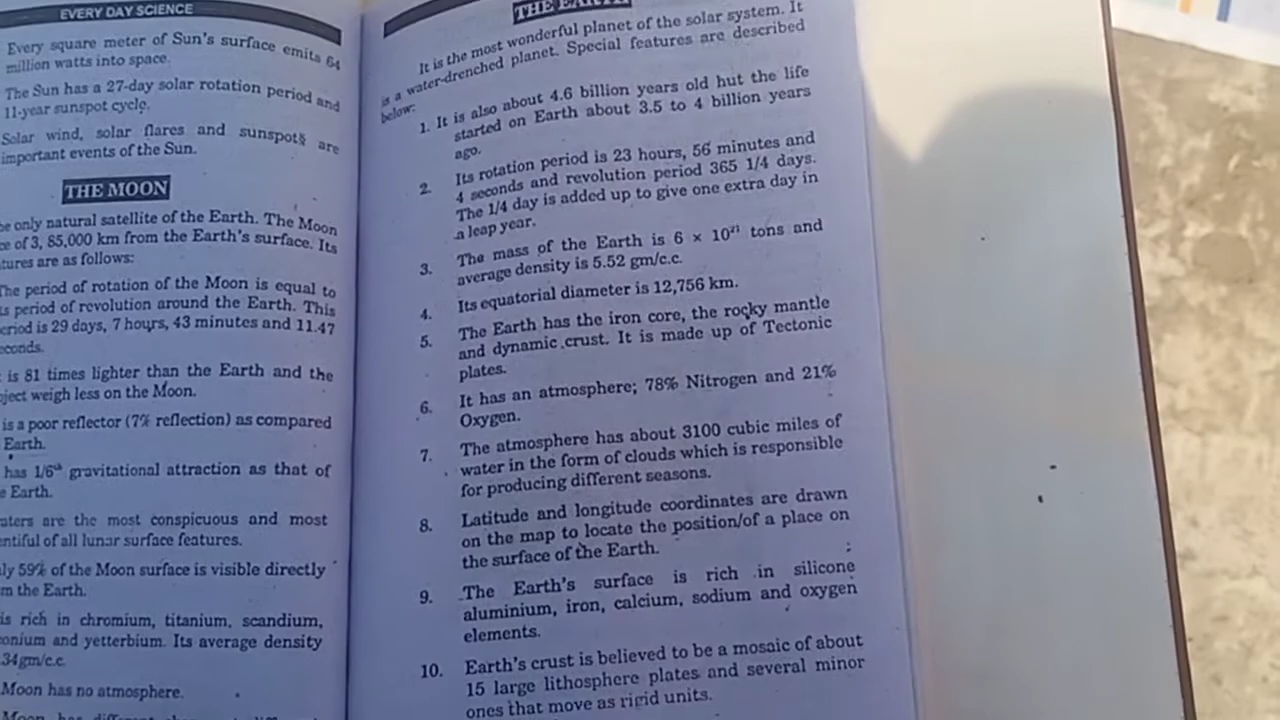 EVERY DAY SCIENCE
Every square meter of Sun's surface emits 64
million watts into space.
The Sun has a 27-day solar rotation period and
11-year sunspot cycle.
Solar wind, solar flares and sunspots are
important events of the Sun.
THE MOON
only natural satellite of the Earth. The Moon
of 3, 85,000 km from the Earth's surface. Its
are as follows:
The period of rotation of the Moon is equal to
period of revolution around the Earth. This
period is 29 days, 7 hours, 43 minutes and 11.47
is 81 times lighter than the Earth and the
weigh less on the Moon.
is a poor reflector (7% reflection) as compared
Earth.
has 1/6th gravitational attraction as that of
Earth.
are the most conspicuous and most
of all lunar surface features.
59% of the Moon surface is visible directly
the Earth.
is rich in chromium, titanium, scandium,
and yetterbium. Its average density
34gm/c.c.
Moon has no atmosphere.
Moon has
THE EARTH
It is the most wonderful planet of the solar system. It
is a water-drenched planet. Special features are described
below:
1. It is also about 4.6 billion years old hut the life
started on Earth about 3.5 to 4 billion years
ago.
2. Its rotation period is 23 hours, 56 minutes and
4 seconds and revolution period 365 1/4 days.
The 1/4 day is added up to give one extra day in
a leap year.
3. The mass of the Earth is 6 × 10²¹ tons and
average density is 5.52 gm/c.c.
4. Its equatorial diameter is 12,756 km.
5. The Earth has the iron core, the rocky mantle
and dynamic crust. It is made up of Tectonic
plates.
6. It has an atmosphere; 78% Nitrogen and 21%
Oxygen.
7. The atmosphere has about 3100 cubic miles of
water in the form of clouds which is responsible
for producing different seasons.
8. Latitude and longitude coordinates are drawn
on the map to locate the position/of a place on
the surface of the Earth.
9. The Earth's surface is rich in silicone
aluminium, iron, calcium, sodium and oxygen
elements.
10. Earth's crust is believed to be a mosaic of about
15 large lithosphere plates and several minor
ones that move as rigid units.